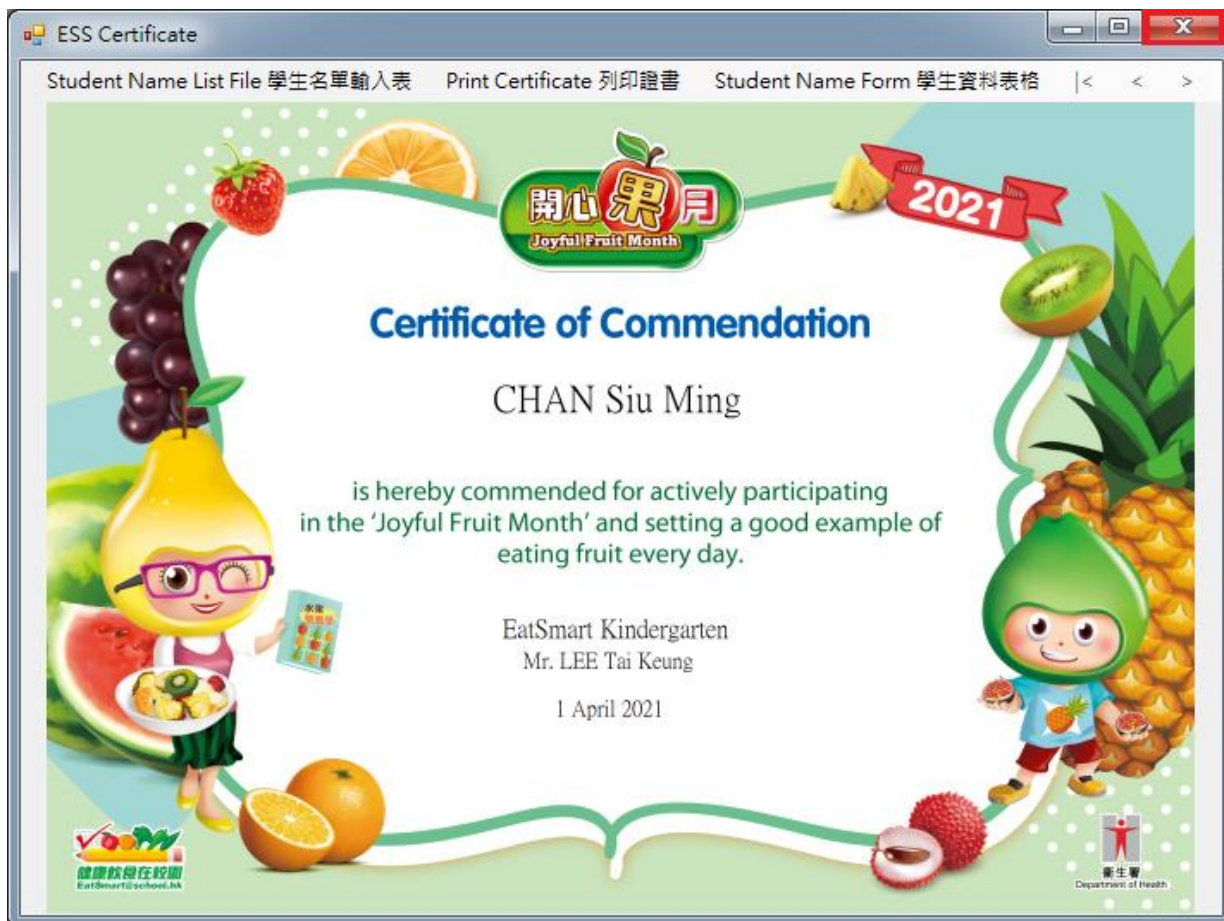 ESS Certificate
Student Name List File 學生名單輸入表 Print Certificate 列印證書 Student Name Form 學生資料表格 |< < >
2021
開心果月
Joyful Fruit Month
Certificate of Commendation
CHAN Siu Ming
is hereby commended for actively participating
in the ‘Joyful Fruit Month’ and setting a good example of
eating fruit every day.
EatSmart Kindergarten
Mr. LEE Tai Keung
1 April 2021
健康飲食在校園
EatSmart@school.hk
衞生署
Department of Health